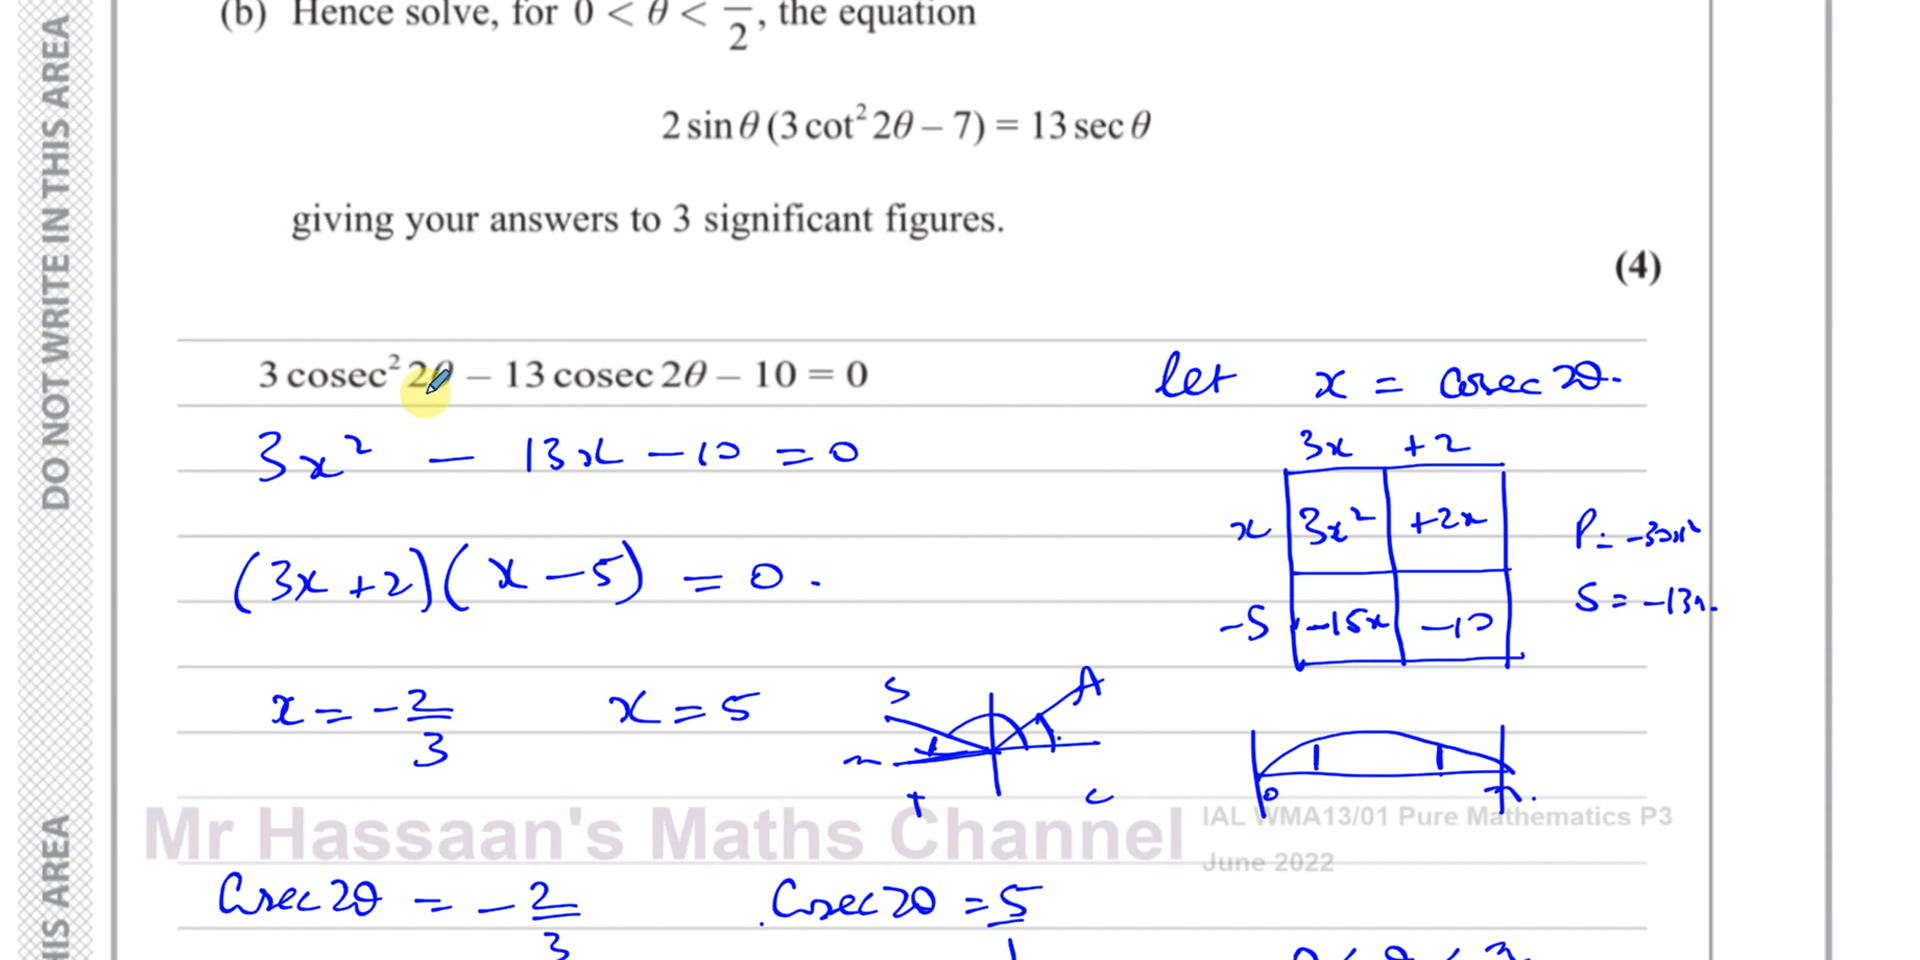 DO NOT WRITE IN THIS AREA
(b) Hence solve, for 0 < θ < /2, the equation
2 sin θ (3 cot² 2θ – 7) = 13 sec θ
giving your answers to 3 significant figures.
(4)
3 cosec² 2θ – 13 cosec 2θ – 10 = 0
let x = Cosec 2θ.
3x² – 13x – 10 = 0
3x +2
x 3x² +2x
P = -30x²
(3x + 2)(x – 5) = 0.
S = -13x.
-5 -15x -10
x = -2/3 x = 5
S A
T C
0 π.
Mr Hassaan's Maths Channel
IAL WMA13/01 Pure Mathematics P3
June 2022
HIS AREA
Cosec 2θ = -2/3 Cosec 2θ = 5/1